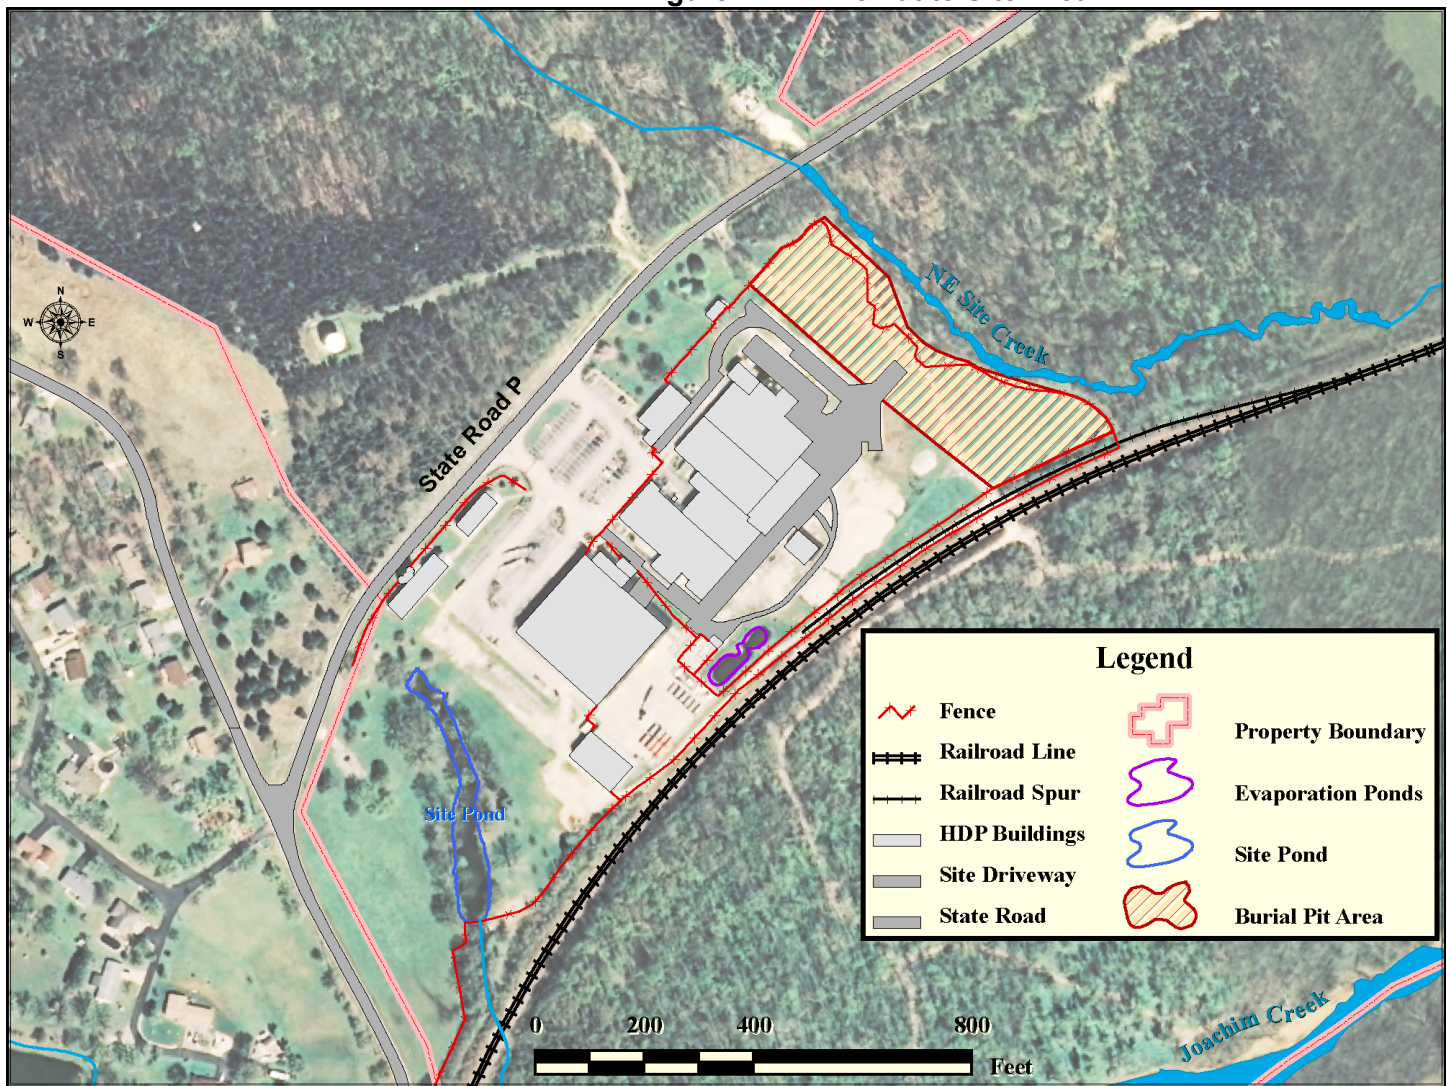 N
W E
S
NE Site Creek
State Road P
Site Pond
Legend
Fence
Railroad Line
Railroad Spur
HDP Buildings
Site Driveway
State Road
Property Boundary
Evaporation Ponds
Site Pond
Burial Pit Area
Joachim Creek
0 200 400 800
Feet